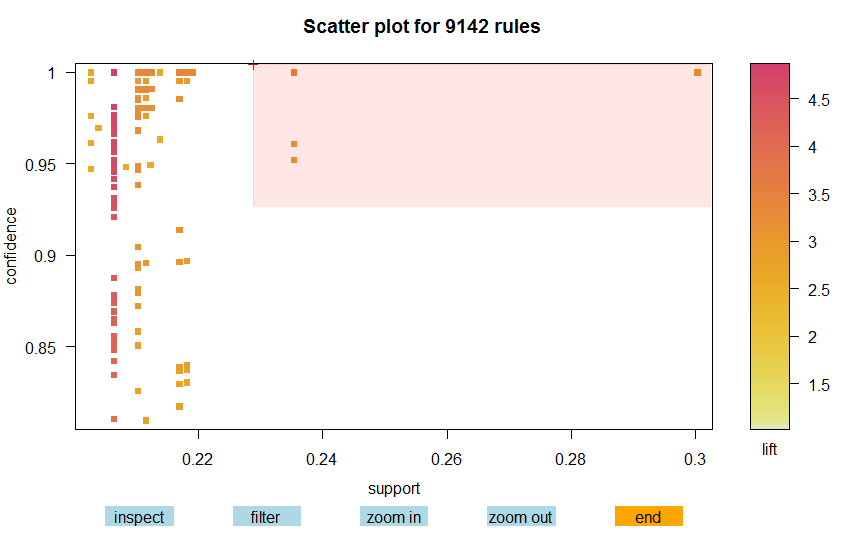 Scatter plot for 9142 rules
1
0.95
0.9
0.85
confidence
0.22
0.24
0.26
0.28
0.3
support
4.5
4
3.5
3
2.5
2
1.5
lift
inspect
filter
zoom in
zoom out
end